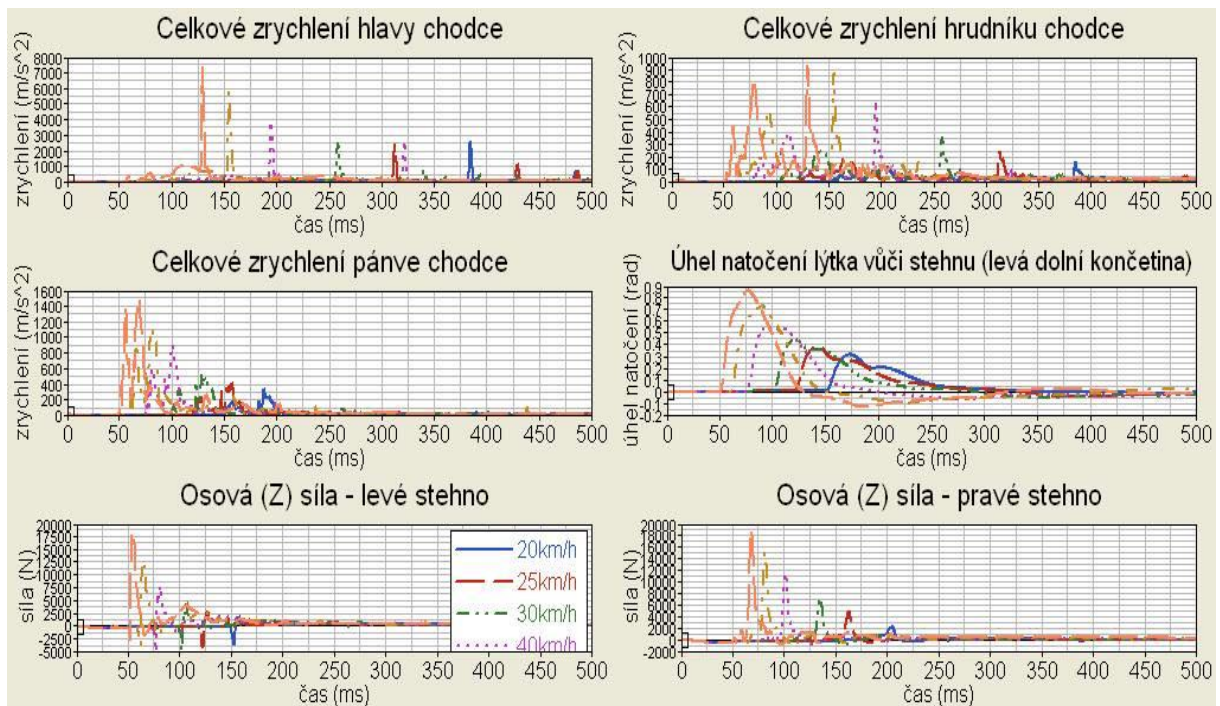 Celkové zrychlení hlavy chodce
zrychlení (m/s^2)
8000
7000
6000
5000
4000
3000
2000
1000
0
0 50 100 150 200 250 300 350 400 450 500
čas (ms)
Celkové zrychlení hrudníku chodce
zrychlení (m/s^2)
1000
900
800
700
600
500
400
300
200
100
0
0 50 100 150 200 250 300 350 400 450 500
čas (ms)
Celkové zrychlení pánve chodce
zrychlení (m/s^2)
1600
1400
1200
1000
800
600
400
200
0
0 50 100 150 200 250 300 350 400 450 500
čas (ms)
Úhel natočení lýtka vůči stehnu (levá dolní končetina)
úhel natočení (rad)
0.9
0.8
0.7
0.6
0.5
0.4
0.3
0.2
0.1
0
-0.1
-0.2
0 50 100 150 200 250 300 350 400 450 500
čas (ms)
Osová (Z) síla - levé stehno
síla (N)
20000
17500
15000
12500
10000
7500
5000
2500
0
-2500
-5000
0 50 100 150 200 250 300 350 400 450 500
čas (ms)
20km/h
25km/h
30km/h
40km/h
Osová (Z) síla - pravé stehno
síla (N)
20000
18000
16000
14000
12000
10000
8000
6000
4000
2000
0
-2000
0 50 100 150 200 250 300 350 400 450 500
čas (ms)